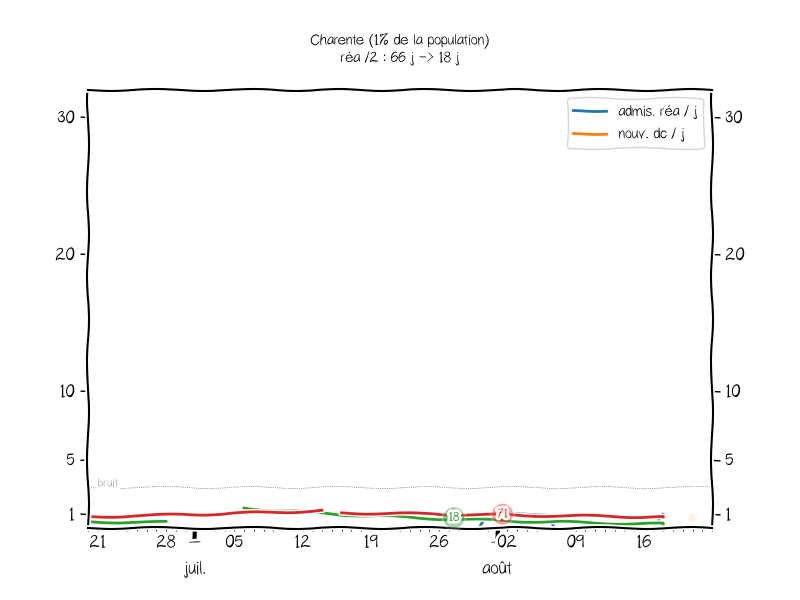 Charente (1% de la population)
réa /2 : 66 j -> 18 j
admis. réa / j
nouv. dc / j
30 30
20 20
10 10
5 5
bruit
1 18 71 1
21 28 05 12 19 26 02 09 16
juil. août